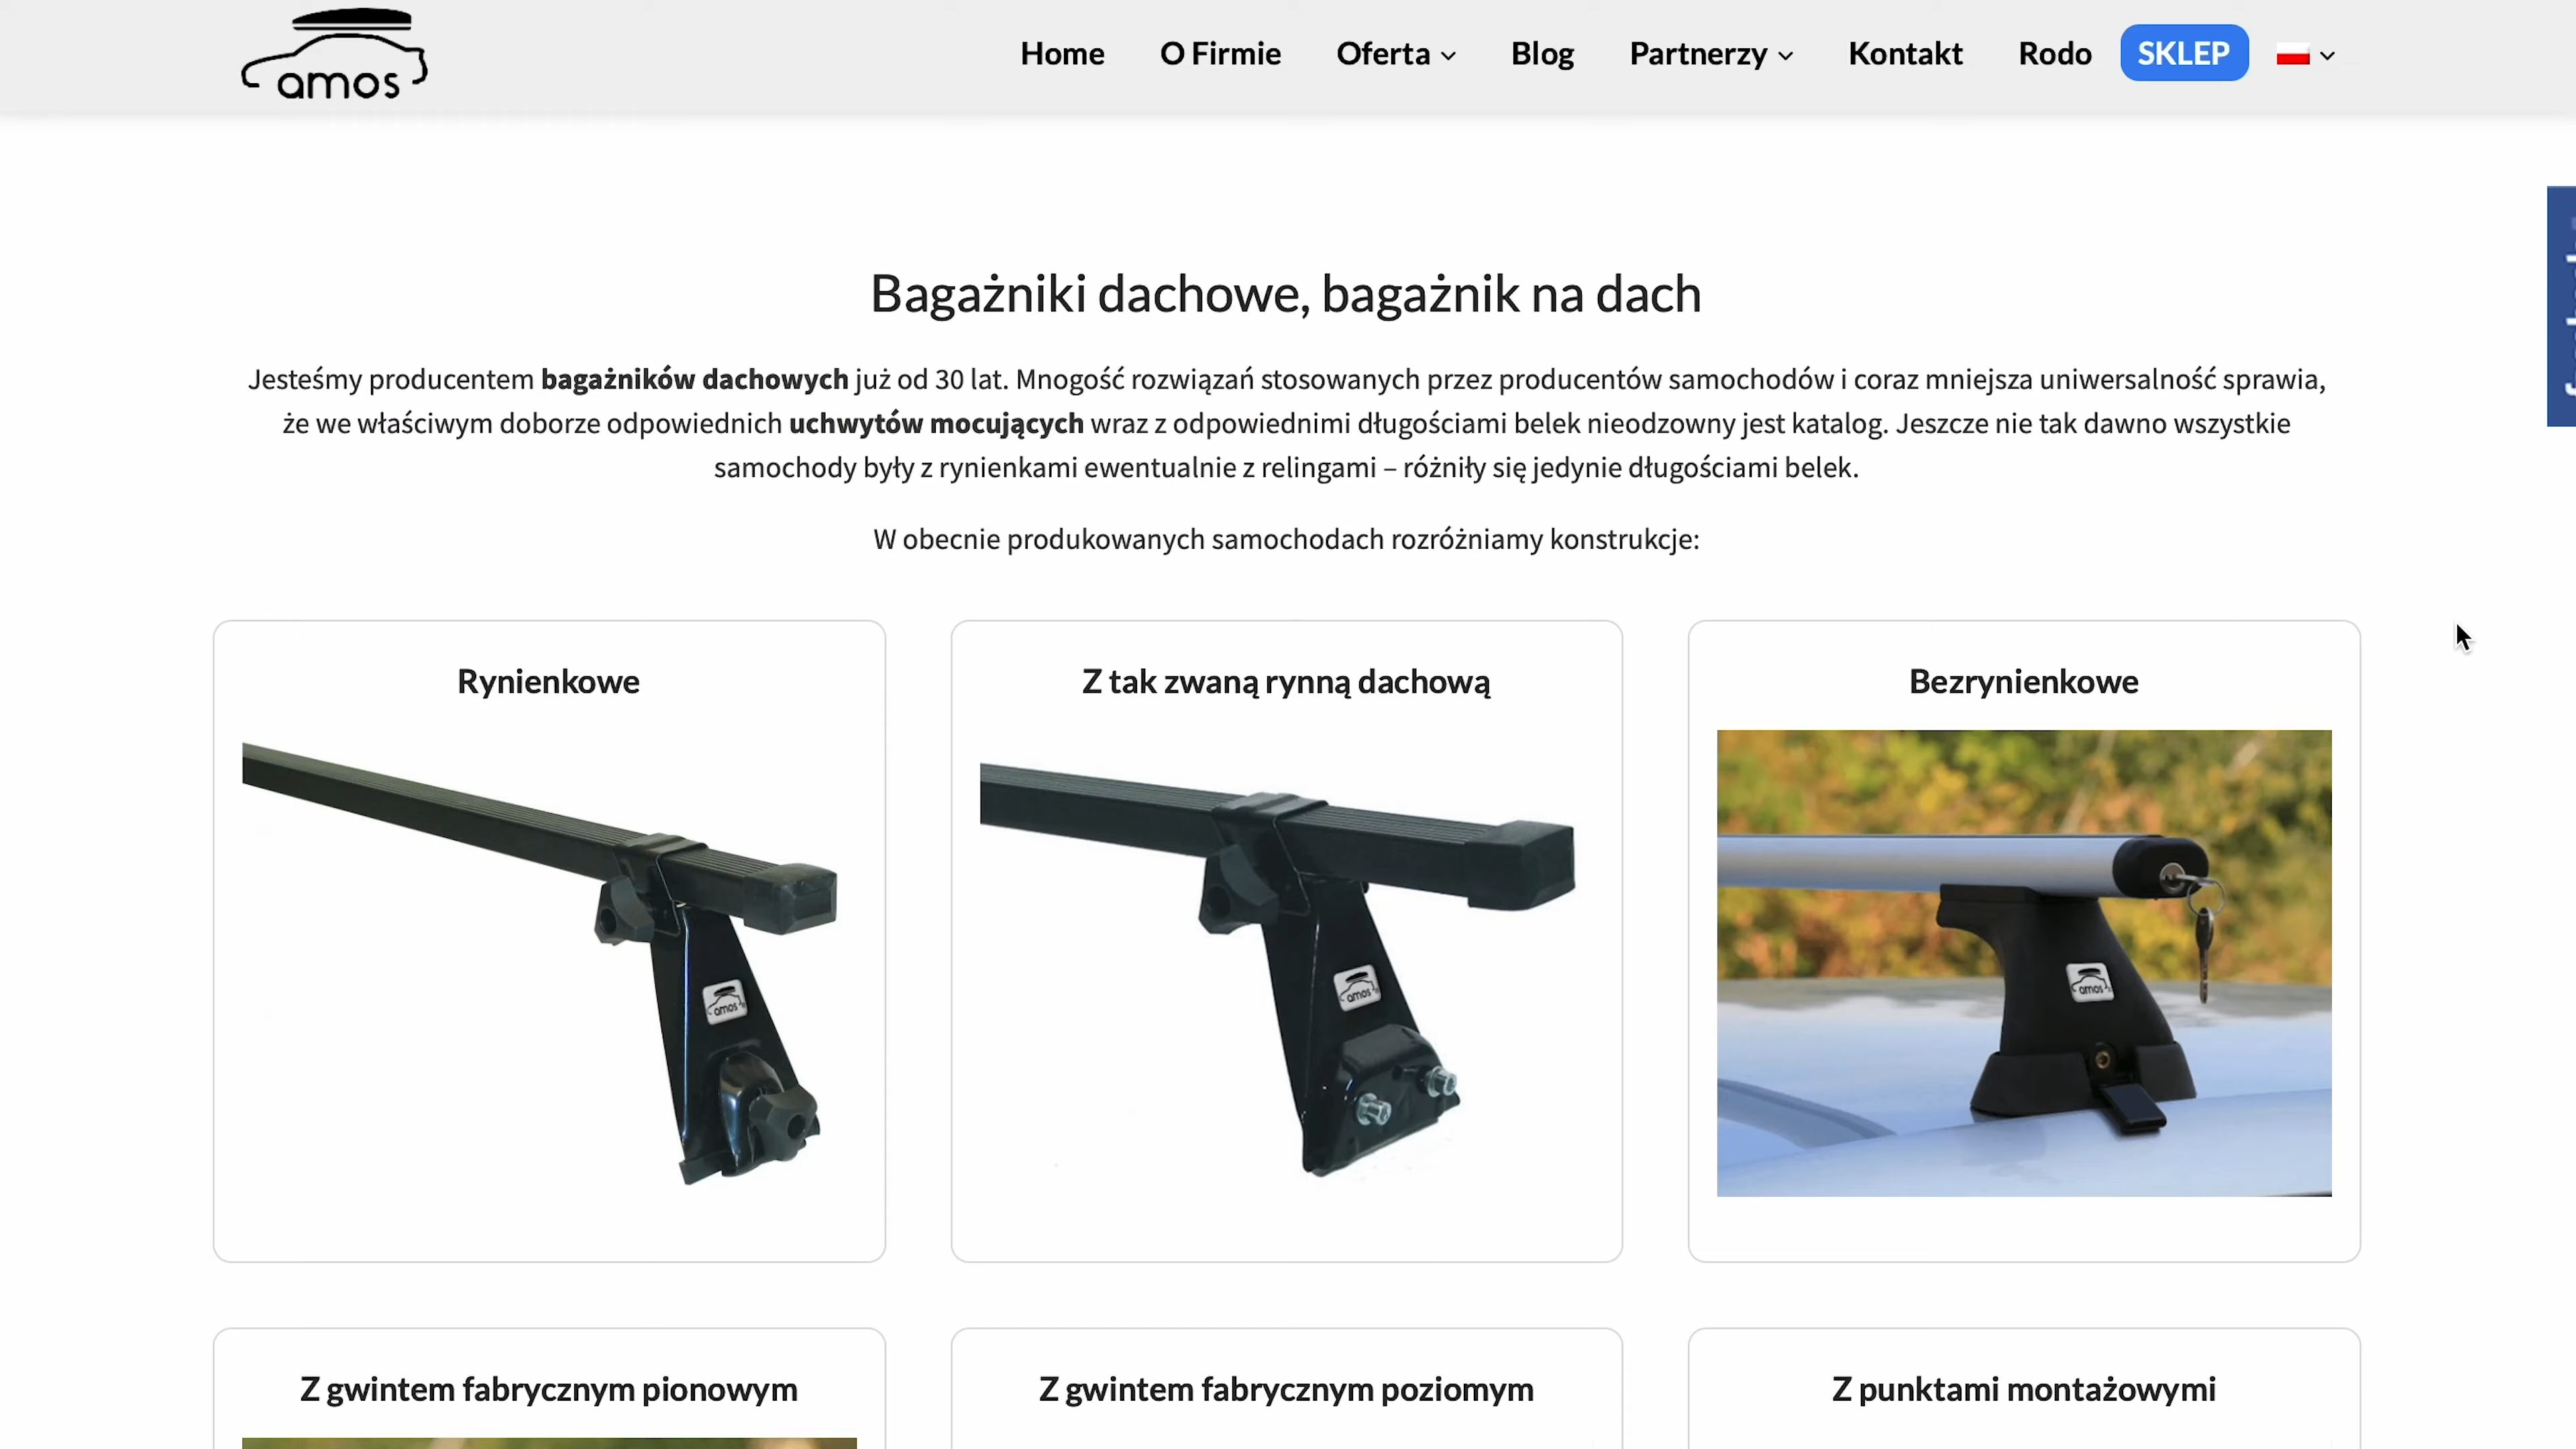 amos
Home O Firmie Oferta Blog Partnerzy Kontakt Rodo SKLEP
Bagażniki dachowe, bagażnik na dach
Jesteśmy producentem bagażników dachowych już od 30 lat. Mnogość rozwiązań stosowanych przez producentów samochodów i coraz mniejsza uniwersalność sprawia,
że we właściwym doborze odpowiednich uchwytów mocujących wraz z odpowiednimi długościami belek nieodzowny jest katalog. Jeszcze nie tak dawno wszystkie
samochody były z rynienkami ewentualnie z relingami – różniły się jedynie długościami belek.
W obecnie produkowanych samochodach rozróżniamy konstrukcje:
Rynienkowe
Z tak zwaną rynną dachową
Bezrynienkowe
amos
amos
amos
Z gwintem fabrycznym pionowym
Z gwintem fabrycznym poziomym
Z punktami montażowymi